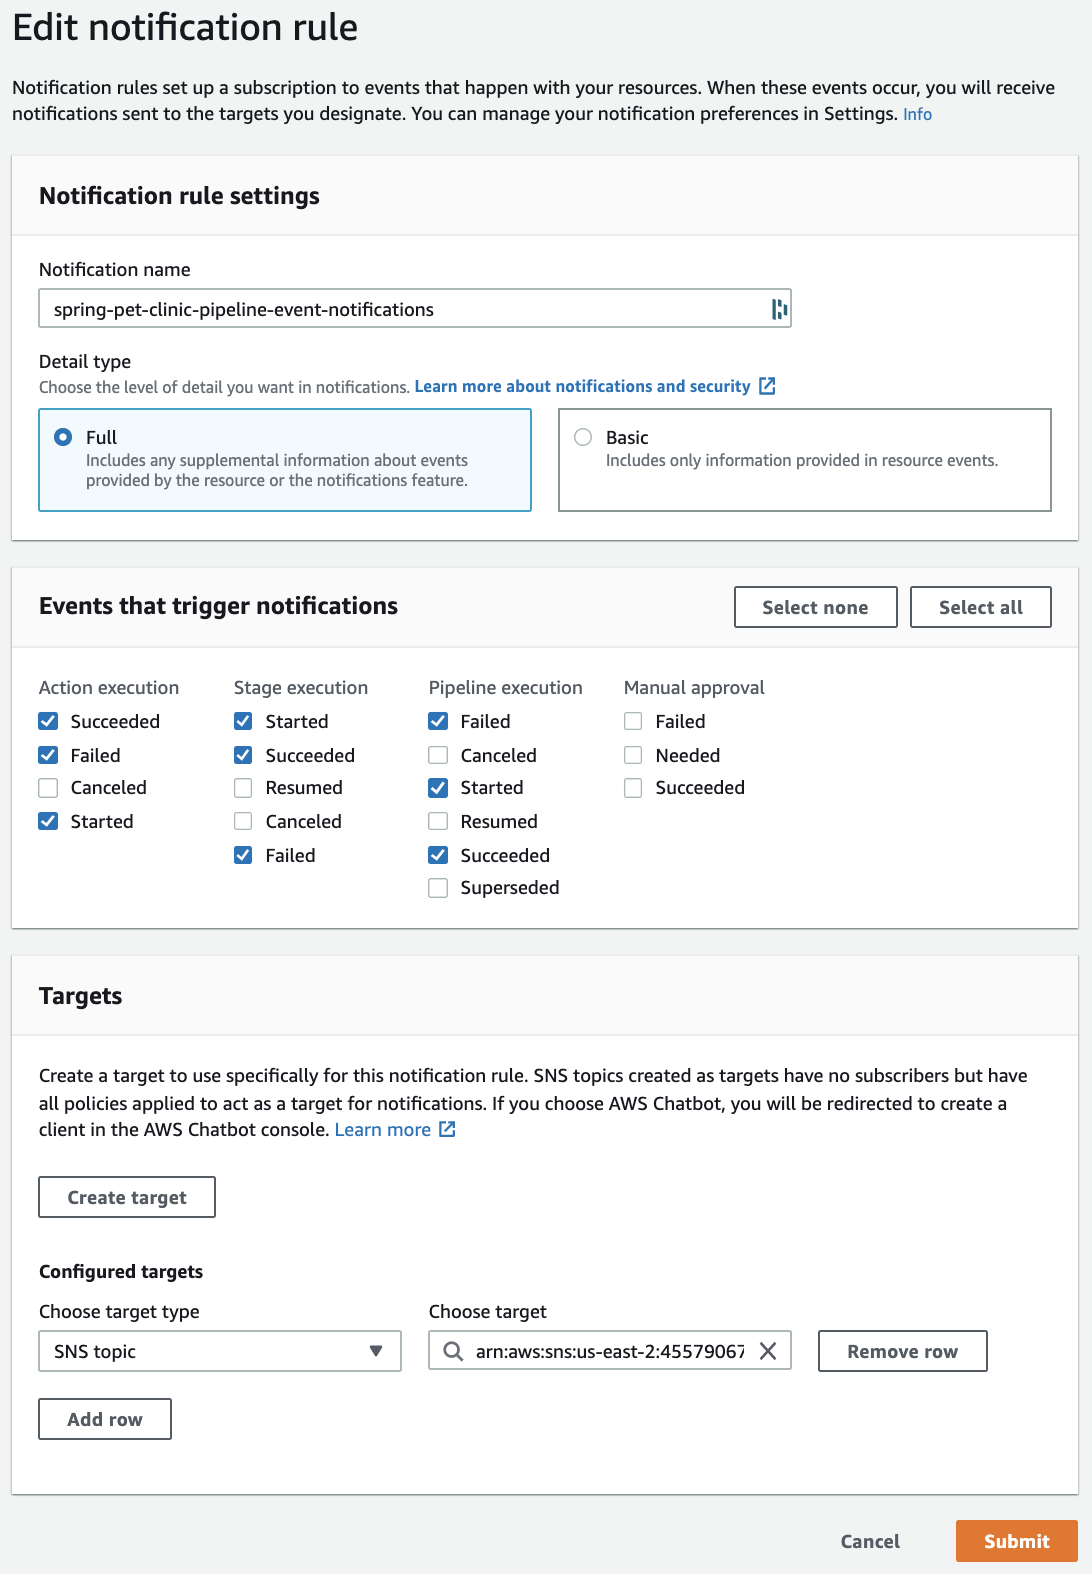 Edit notification rule
Notification rules set up a subscription to events that happen with your resources. When these events occur, you will receive
notifications sent to the targets you designate. You can manage your notification preferences in Settings. Info
Notification rule settings
Notification name
spring-pet-clinic-pipeline-event-notifications
Detail type
Choose the level of detail you want in notifications. Learn more about notifications and security
Full
Includes any supplemental information about events
provided by the resource or the notifications feature.
Basic
Includes only information provided in resource events.
Events that trigger notifications
Select none
Select all
Action execution
Succeeded
Failed
Canceled
Started
Stage execution
Started
Succeeded
Resumed
Canceled
Failed
Pipeline execution
Failed
Canceled
Started
Resumed
Succeeded
Superseded
Manual approval
Failed
Needed
Succeeded
Targets
Create a target to use specifically for this notification rule. SNS topics created as targets have no subscribers but have
all policies applied to act as a target for notifications. If you choose AWS Chatbot, you will be redirected to create a
client in the AWS Chatbot console. Learn more
Create target
Configured targets
Choose target type
SNS topic
Choose target
arn:aws:sns:us-east-2:45579067
Remove row
Add row
Cancel
Submit